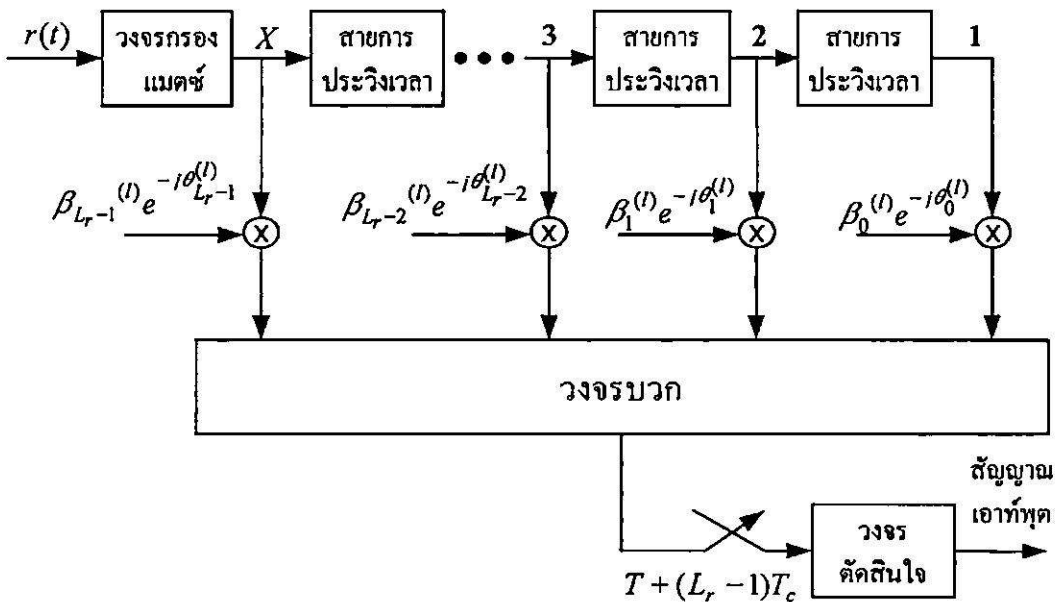 r(t)
วงจรกรอง
แมตช์
X
สายการ
ประวิงเวลา
3
สายการ
ประวิงเวลา
2
สายการ
ประวิงเวลา
1
β_{L_r-1}^{(l)} e^{-jθ_{L_r-1}^{(l)}}
β_{L_r-2}^{(l)} e^{-jθ_{L_r-2}^{(l)}}
β_1^{(l)} e^{-jθ_1^{(l)}}
β_0^{(l)} e^{-jθ_0^{(l)}}
X
X
X
X
วงจรบวก
สัญญาณ
เอาท์พุต
T + (L_r - 1)T_c
วงจร
ตัดสินใจ